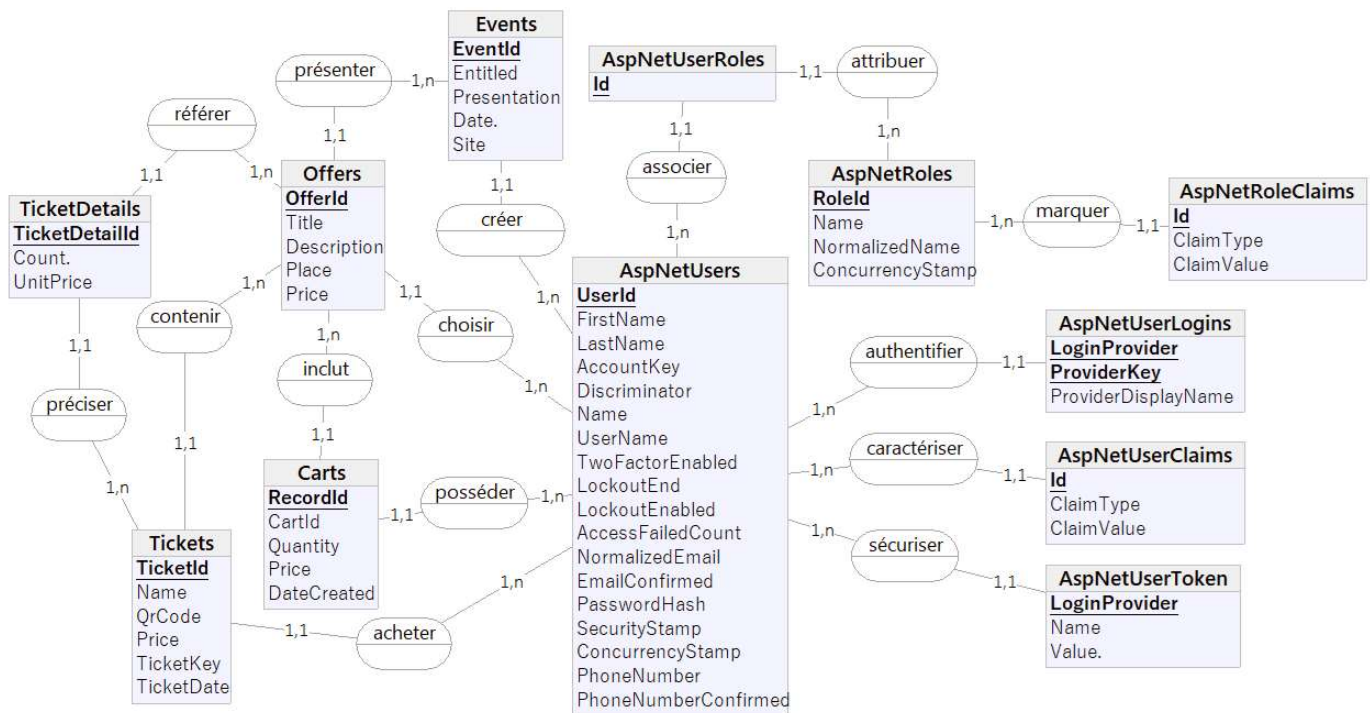 Events
EventId
Entitled
Presentation
Date.
Site
présenter
1,n
1,1
référer
1,1
1,n
AspNetUserRoles
Id
1,1
attribuer
1,n
1,1
associer
1,n
Offers
OfferId
Title
Description
Place
Price
TicketDetails
TicketDetailId
Count.
UnitPrice
1,1
créer
1,n
AspNetRoles
RoleId
Name
NormalizedName
ConcurrencyStamp
1,n
marquer
1,1
AspNetRoleClaims
Id
ClaimType
ClaimValue
1,n
contenir
1,1
1,1
choisir
1,n
1,n
inclut
1,1
1,1
préciser
1,n
AspNetUsers
UserId
FirstName
LastName
AccountKey
Discriminator
Name
UserName
TwoFactorEnabled
LockoutEnd
LockoutEnabled
AccessFailedCount
NormalizedEmail
EmailConfirmed
PasswordHash
SecurityStamp
ConcurrencyStamp
PhoneNumber
PhoneNumberConfirmed
authentifier
1,1
1,n
AspNetUserLogins
LoginProvider
ProviderKey
ProviderDisplayName
caractériser
1,n
1,1
AspNetUserClaims
Id
ClaimType
ClaimValue
1,n
sécuriser
1,1
AspNetUserToken
LoginProvider
Name
Value.
Carts
RecordId
CartId
Quantity
Price
DateCreated
posséder
1,1
1,n
Tickets
TicketId
Name
QrCode
Price
TicketKey
TicketDate
1,1
acheter
1,n